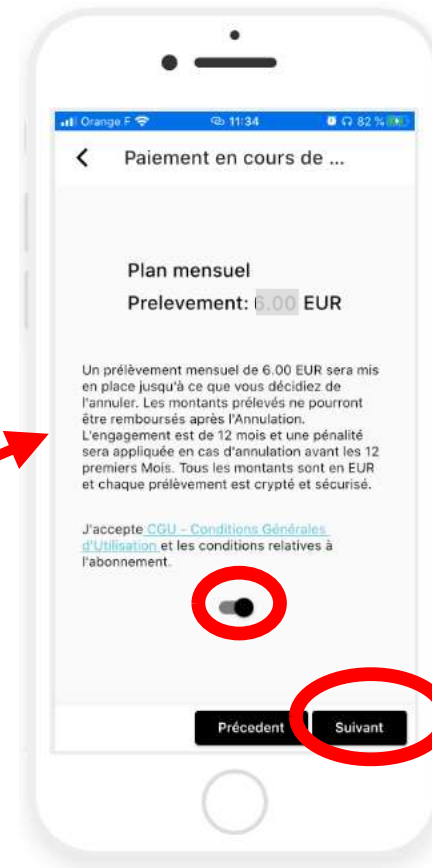 Orange F 11:34 82 %
Paiement en cours de ...
Plan mensuel
Prelevement: 6.00 EUR
Un prélèvement mensuel de 6.00 EUR sera mis
en place jusqu'à ce que vous décidiez de
l'annuler. Les montants prélevés ne pourront
être remboursés après l'Annulation.
L'engagement est de 12 mois et une pénalité
sera appliquée en cas d'annulation avant les 12
premiers Mois. Tous les montants sont en EUR
et chaque prélèvement est crypté et sécurisé.
J'accepte CGU - Conditions Générales
d'Utilisation et les conditions relatives à
l'abonnement.
Précedent Suivant